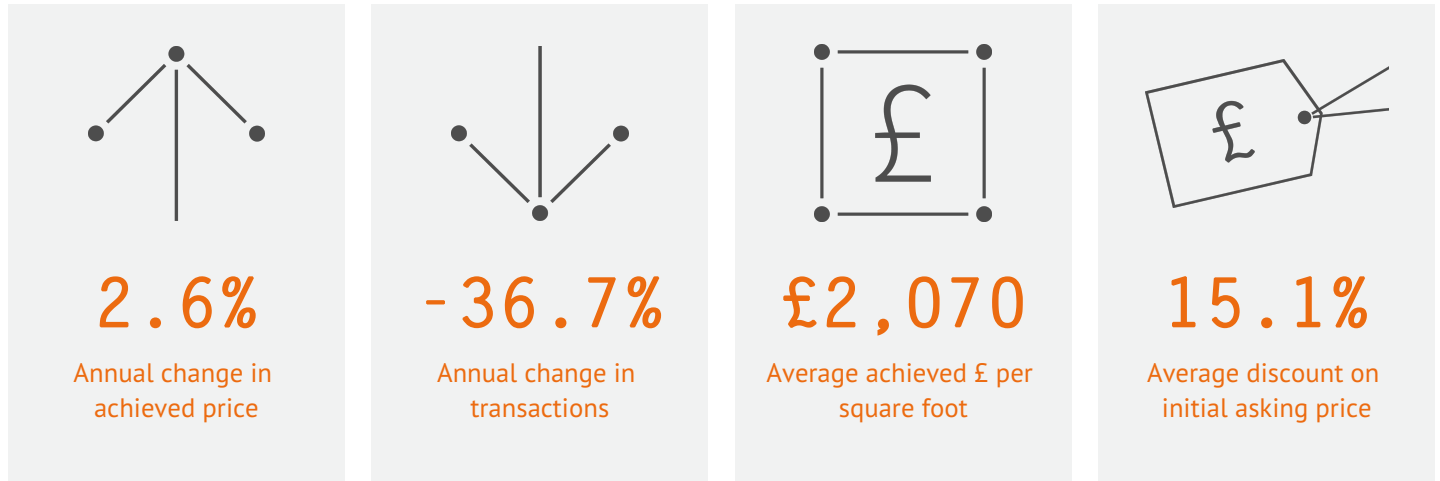 £
£
2.6%
-36.7%
£2,070
15.1%
Annual change in
achieved price
Annual change in
transactions
Average achieved £ per
square foot
Average discount on
initial asking price